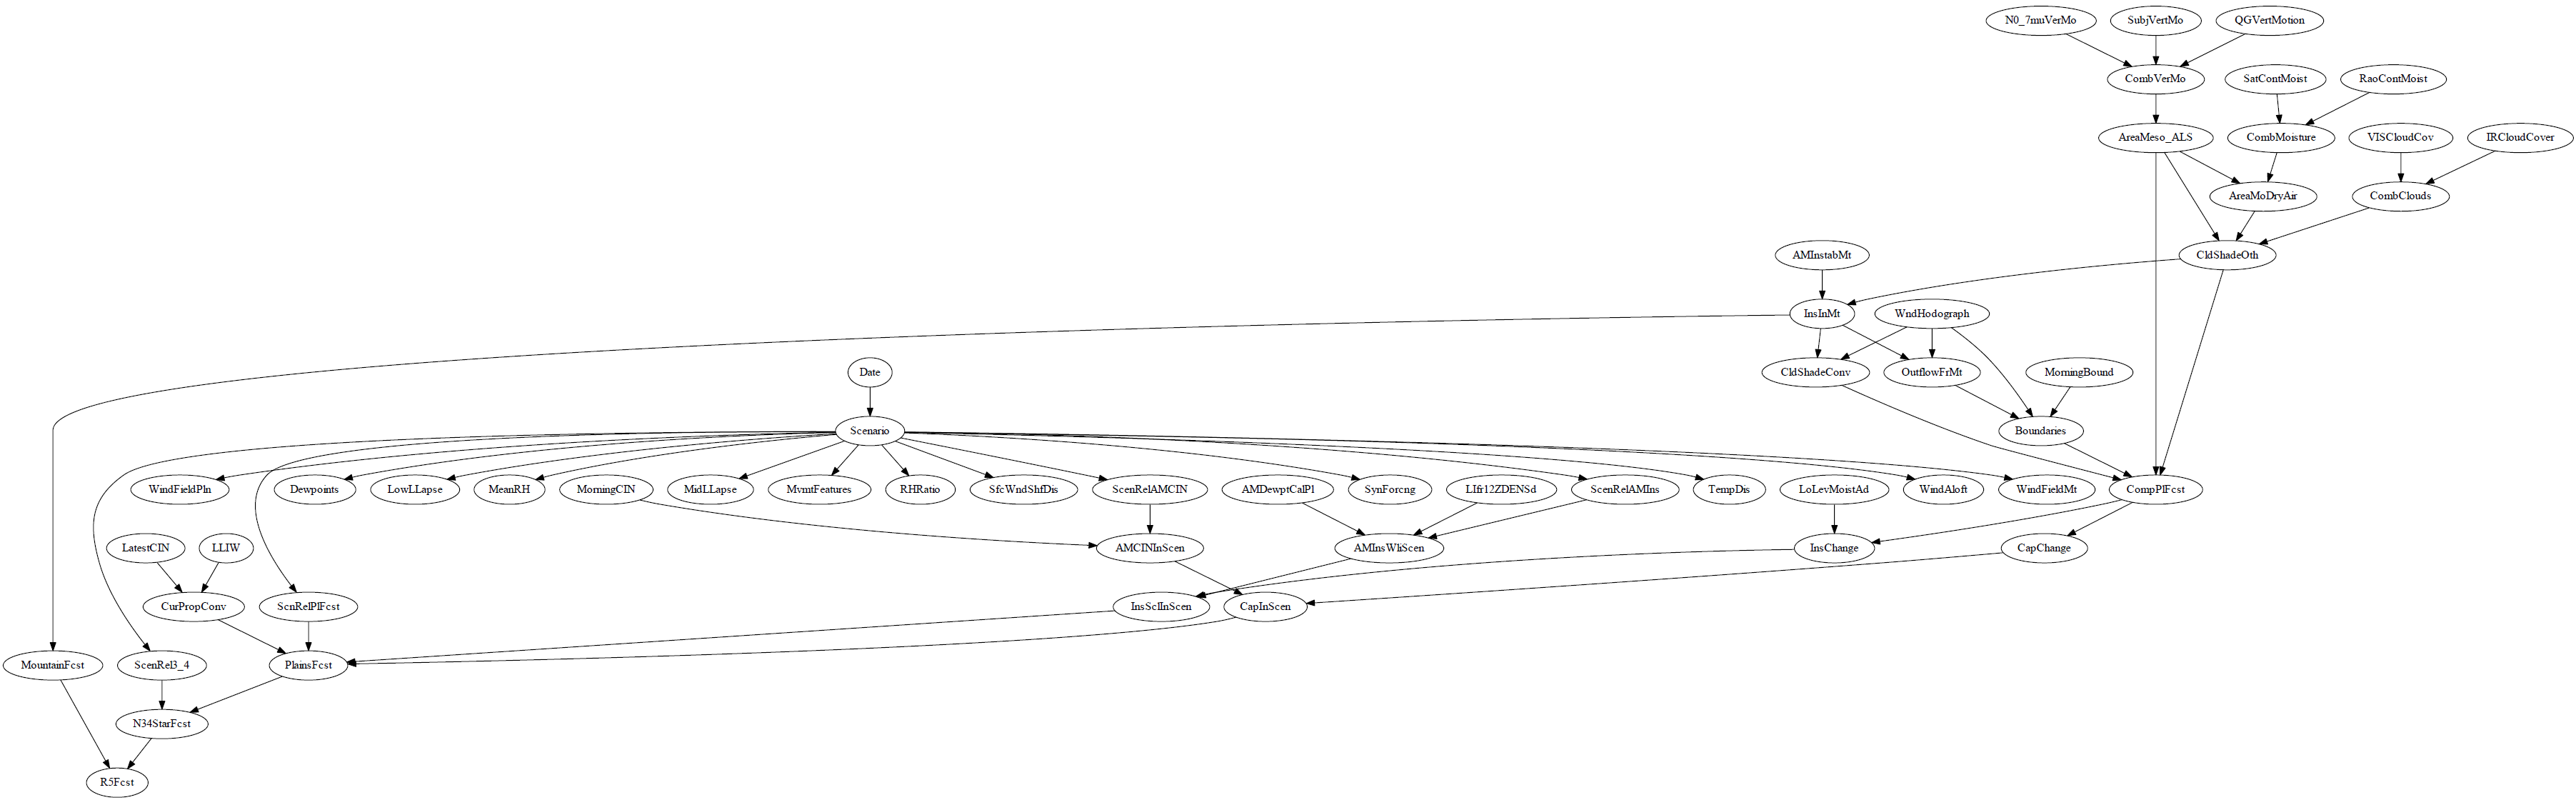 N0_7muVerMo SubjVertMo QGVertMotion
CombVerMo SatContMoist RaoContMoist
AreaMeso_ALS CombMoisture VISCloudCov IRCloudCover
AreaMoDryAir CombClouds
AMInstabMt CldShadeOth
InsInMt WndHodograph
Date CldShadeConv OutflowFrMt MorningBound
Scenario Boundaries
WindFieldPln Dewpoints LowLLapse MeanRH MorningCIN MidLLapse MvmtFeatures RHRatio SfcWndShfDis ScenRelAMCIN AMDewptCalPl SynForcng LIfr12ZDENSd ScenRelAMIns TempDis LoLevMoistAd WindAloft WindFieldMt CompPlFcst
LatestCIN LLIW AMCINInScen AMInsWliScen InsChange CapChange
CurPropConv ScnRelPlFcst InsSclInScen CapInScen
MountainFcst ScenRel3_4 PlainsFcst
N34StarFcst
R5Fcst